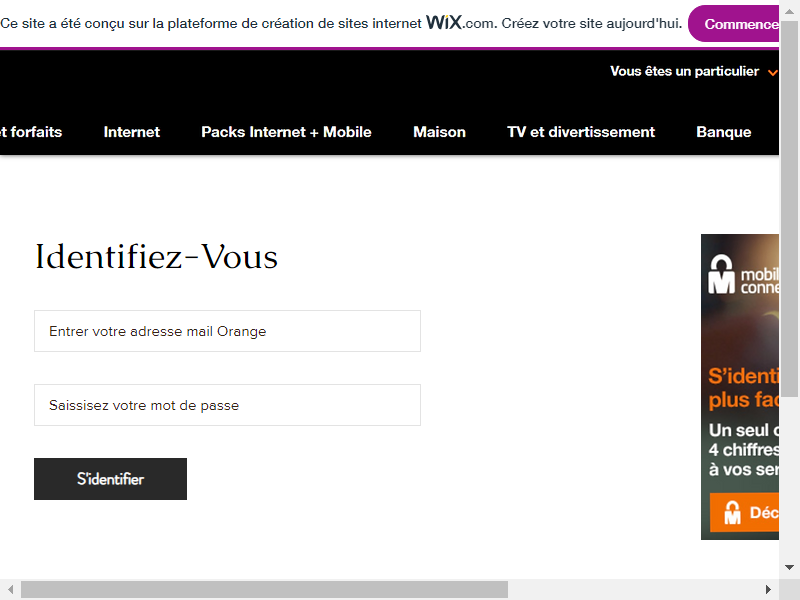 Ce site a été conçu sur la plateforme de création de sites internet WiX.com. Créez votre site aujourd'hui. Commence
Vous êtes un particulier
et forfaits Internet Packs Internet + Mobile Maison TV et divertissement Banque
Identifiez-Vous
Entrer votre adresse mail Orange
Saissisez votre mot de passe
S'identifier
mobil
conne
S'identi
plus fac
Un seul c
4 chiffres
à vos ser
Déc